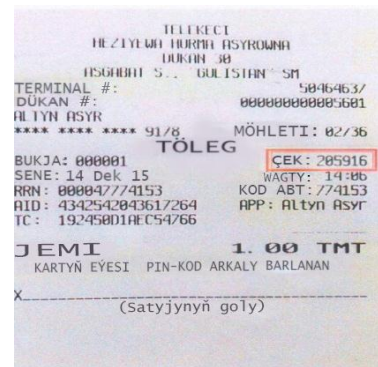 TELEKECI
HEZIYEWA HURMA ASYROWNA
DUKAN 30
ASGABAT S., "GULISTAN" SM
TERMINAL #: 50464637
DÜKAN #: 000000000005601
ALTYN ASYR
**** **** **** 9178 MÖHLETI: 02/36
TÖLEG
BUKJA: 000001 ÇEK: 205916
SENE: 14 Dek 15 WAGTY: 14:06
RRN: 000047774153 KOD ABT: 774153
AID: 4342542043617264 APP: Altyn Asyr
TC: 192450D1AEC54766
JEMI 1.00 TMT
KARTYŇ EÝESI PIN-KOD ARKALY BARLANAN
X
(Satyjynyň goly)